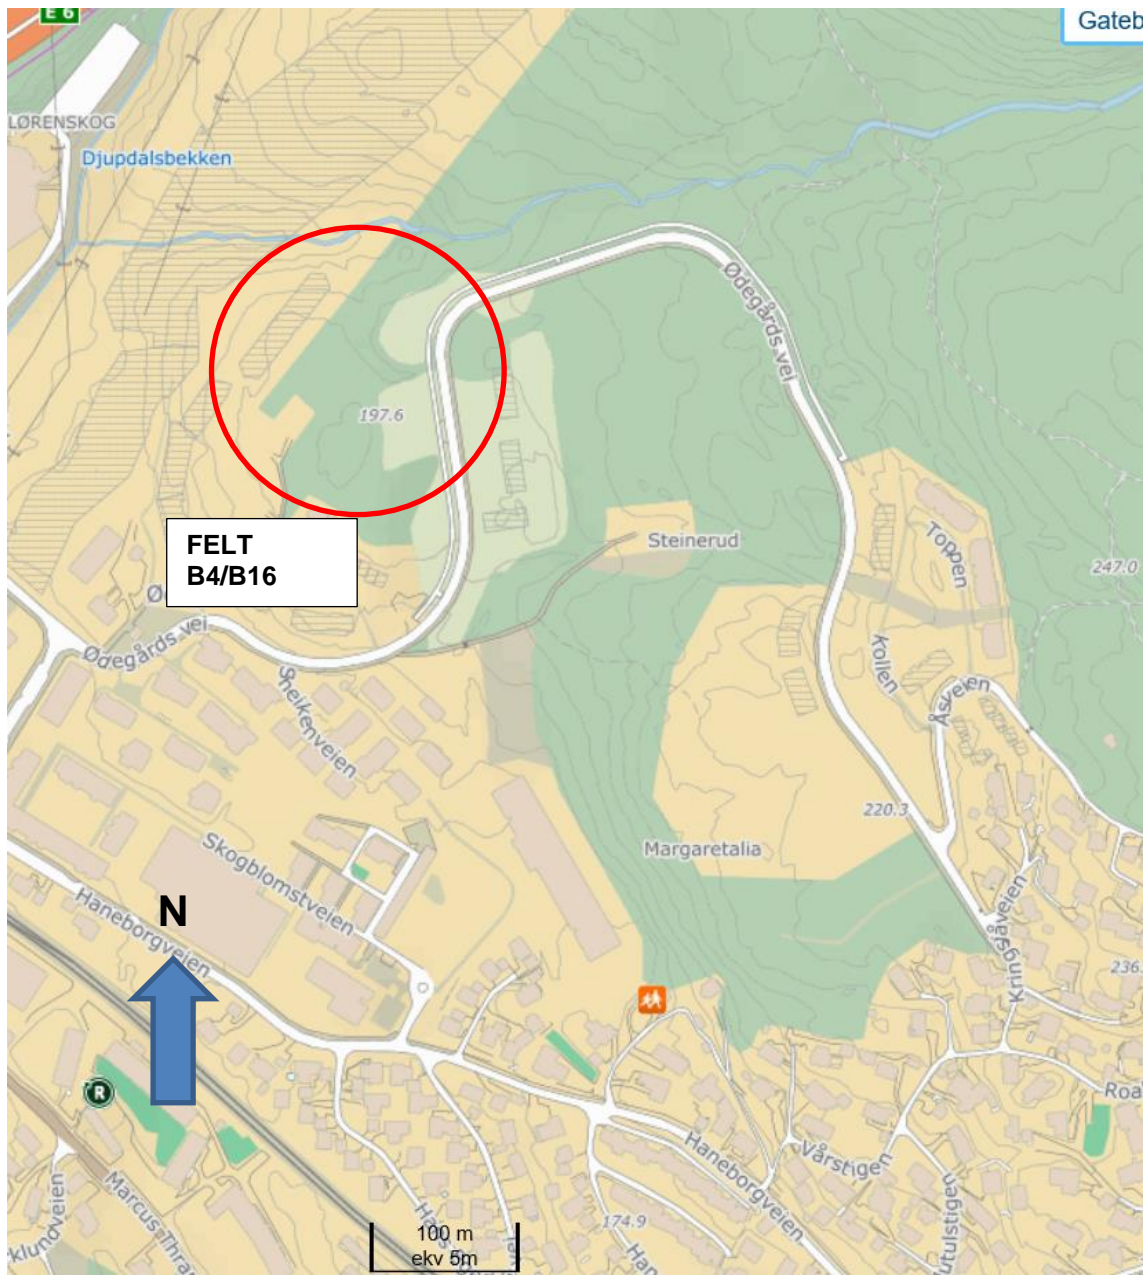 E 6
Gateb
LØRENSKOG
Djupdalsbekken
Ødegårds vei
197.6
FELT
B4/B16
Steinerud
Toppen
247.0
Ødegårds vei
Sneikenveien
Kollen
Åsveien
220.3
Margaretalia
Skogblomstveien
N
Haneborgveien
Kringsjåveien
236.
R
Roa
Haneborgveien
Vårstigen
174.9
100 m
ekv 5m
klundveien
Marcus Thra
utulstigen
Han